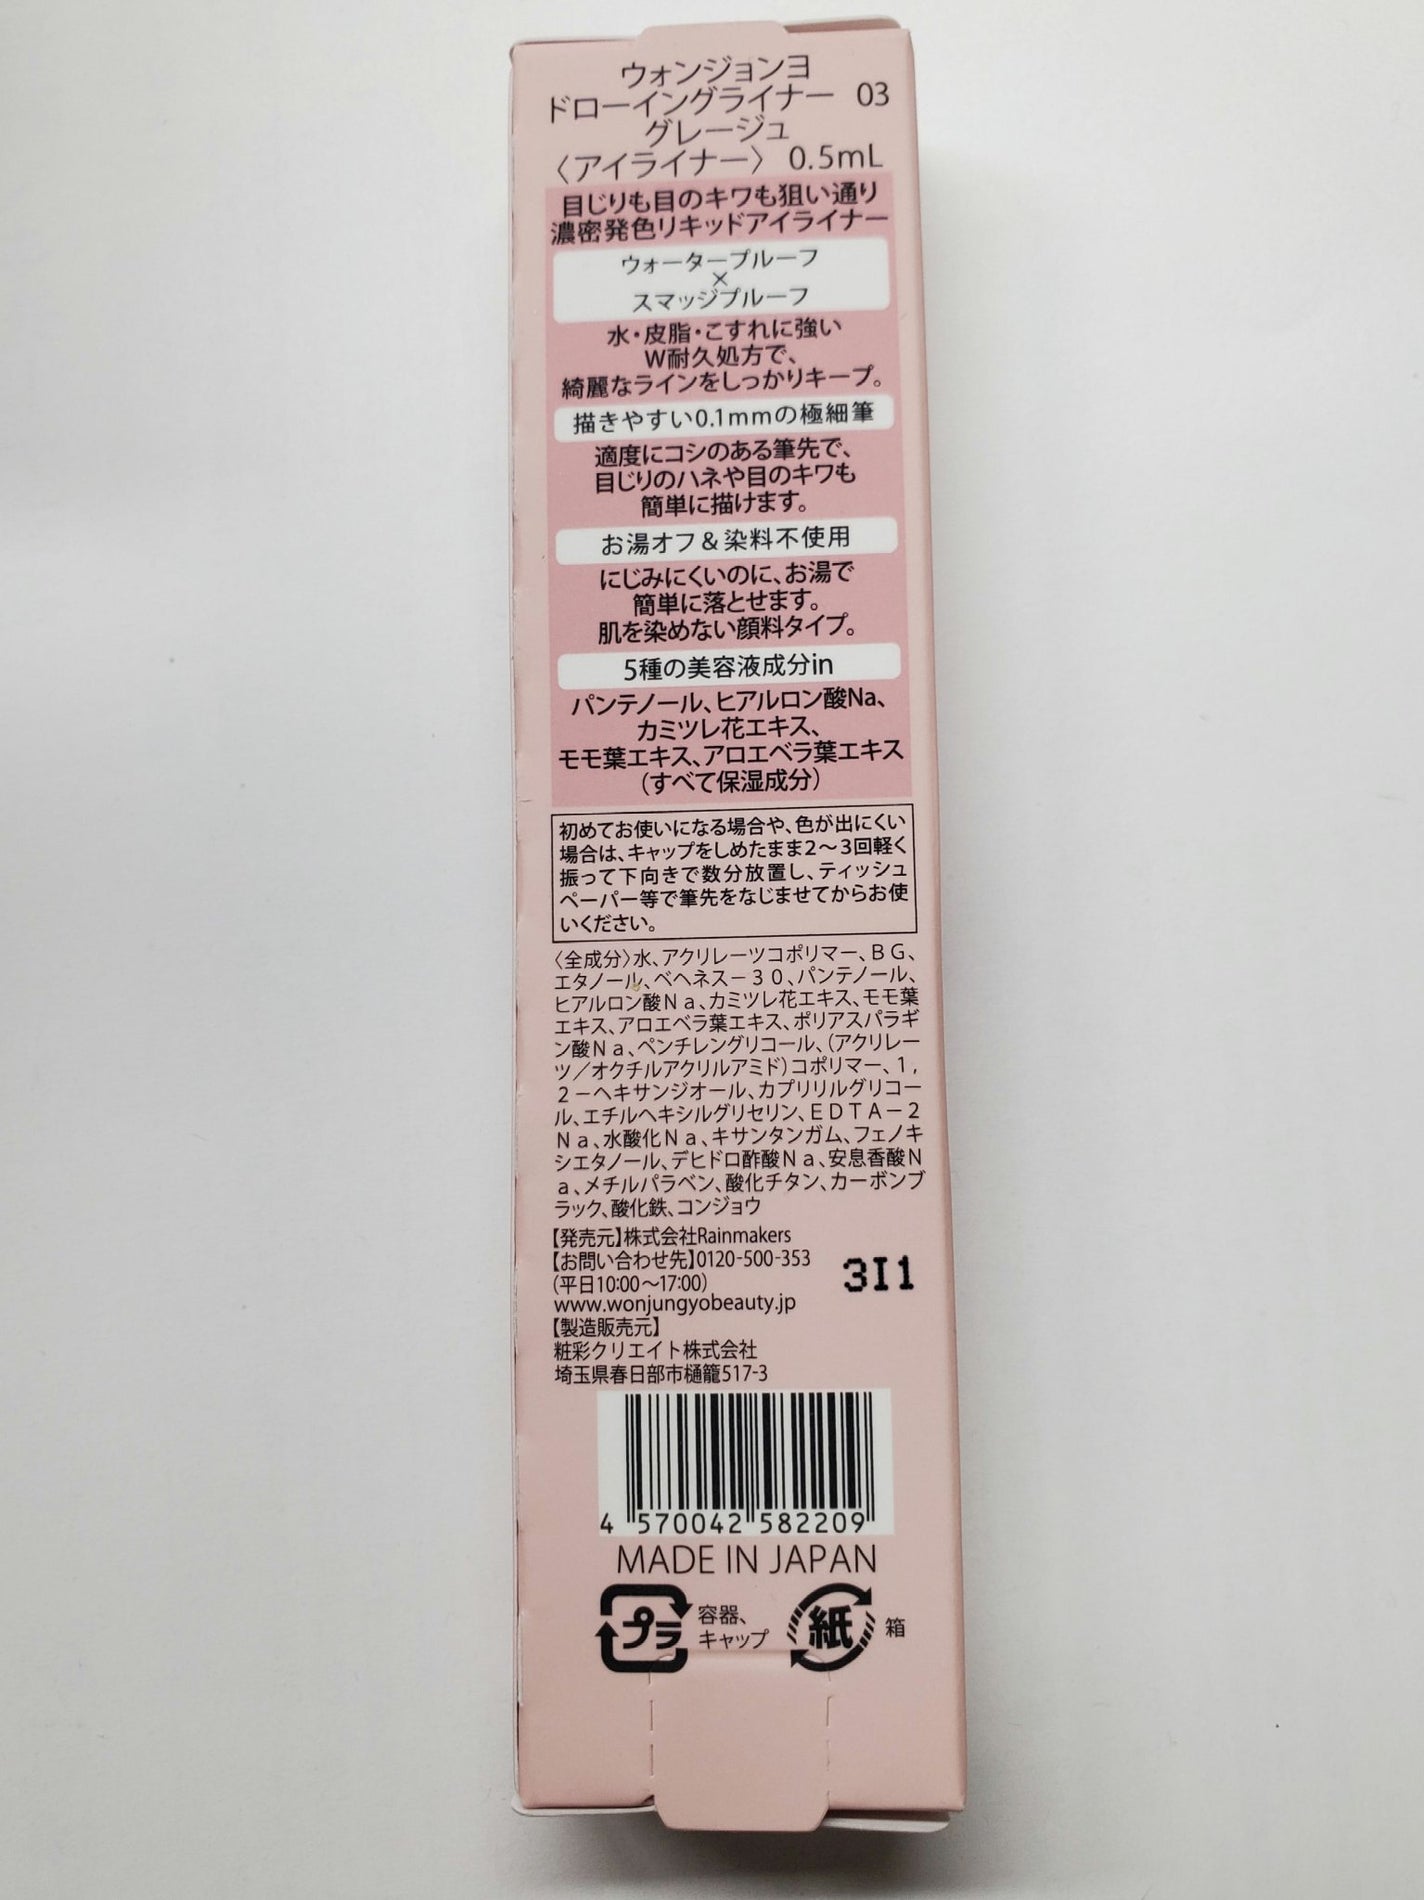 ウォンジョンヨ
ドローイングライナー 03
グレージュ
〈アイライナー〉 0.5mL
目じりも目のキワも狙い通り
濃密発色リキッドアイライナー
ウォータープルーフ
×
スマッジプルーフ
水・皮脂・こすれに強い
W耐久処方で、
綺麗なラインをしっかりキープ。
描きやすい0.1mmの極細筆
適度にコシのある筆先で、
目じりのハネや目のキワも
簡単に描けます。
お湯オフ＆染料不使用
にじみにくいのに、お湯で
簡単に落とせます。
肌を染めない顔料タイプ。
5種の美容液成分in
パンテノール、ヒアルロン酸Na、
カミツレ花エキス、
モモ葉エキス、アロエベラ葉エキス
(すべて保湿成分)
初めてお使いになる場合や、色が出にくい
場合は、キャップをしめたまま2～3回軽く
振って下向きで数分放置し、ティッシュ
ペーパー等で筆先をなじませてからお使
いください。
〈全成分〉水、アクリレーツコポリマー、ＢＧ、
エタノール、ベヘネス－３０、パンテノール、
ヒアルロン酸Ｎａ、カミツレ花エキス、モモ葉
エキス、アロエベラ葉エキス、ポリアスパラギ
ン酸Ｎａ、ペンチレングリコール、（アクリレー
ツ／オクチルアクリルアミド）コポリマー、１，
２－ヘキサンジオール、カプリリルグリコー
ル、エチルヘキシルグリセリン、ＥＤＴＡ－２
Ｎａ、水酸化Ｎａ、キサンタンガム、フェノキ
シエタノール、デヒドロ酢酸Ｎａ、安息香酸Ｎ
ａ、メチルパラベン、酸化チタン、カーボンブ
ラック、酸化鉄、コンジョウ
【発売元】株式会社Rainmakers
【お問い合わせ先】0120-500-353
(平日10:00～17:00)
3I1
www.wonjungyobeauty.jp
【製造販売元】
粧彩クリエイト株式会社
埼玉県春日部市樋籠517-3
4 570042 582209
MADE IN JAPAN
プラ 容器、
キャップ
紙 箱